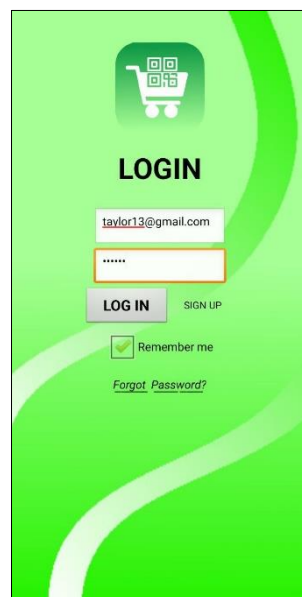 LOGIN
taylor13@gmail.com
••••••
LOG IN SIGN UP
Remember me
Forgot Password?